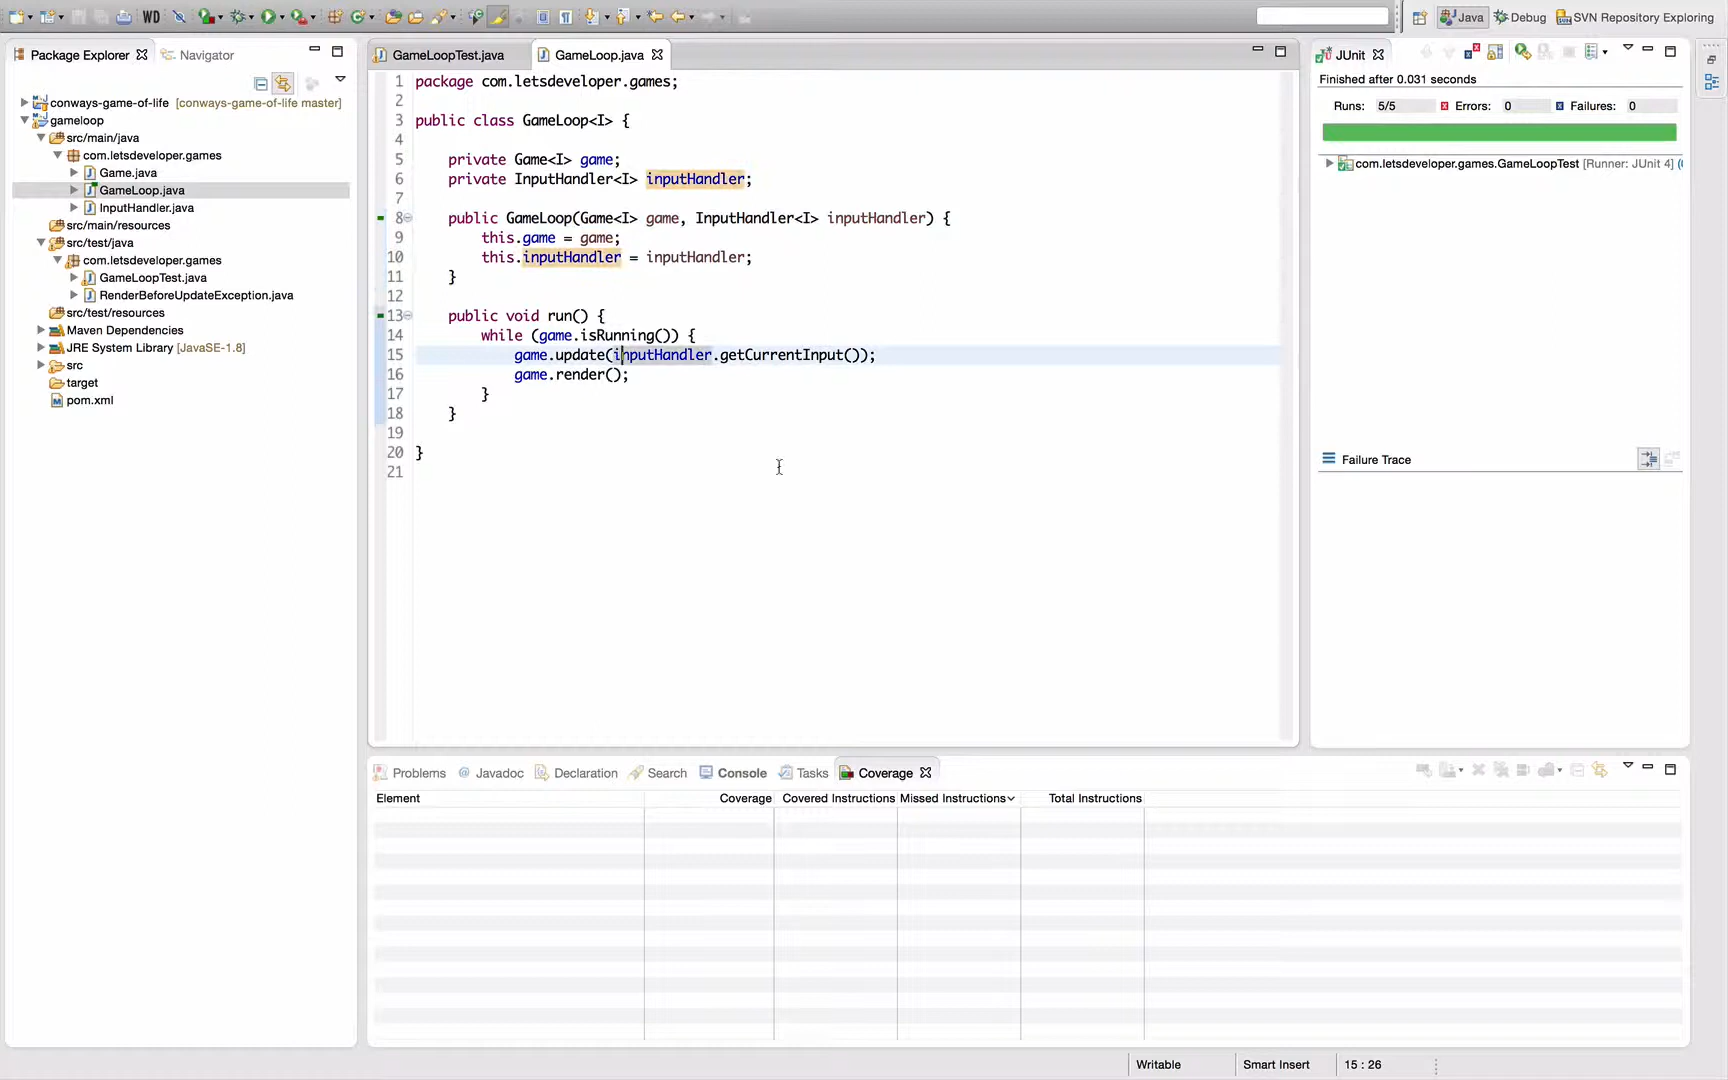 WD
Java
Debug
SVN Repository Exploring
Package Explorer
Navigator
conways-game-of-life [conways-game-of-life master]
gameloop
src/main/java
com.letsdeveloper.games
Game.java
GameLoop.java
InputHandler.java
src/main/resources
src/test/java
com.letsdeveloper.games
GameLoopTest.java
RenderBeforeUpdateException.java
src/test/resources
Maven Dependencies
JRE System Library [JavaSE-1.8]
src
target
pom.xml
GameLoopTest.java
GameLoop.java
1 package com.letsdeveloper.games;
2
3 public class GameLoop<I> {
4
5 private Game<I> game;
6 private InputHandler<I> inputHandler;
7
8 public GameLoop(Game<I> game, InputHandler<I> inputHandler) {
9 this.game = game;
10 this.inputHandler = inputHandler;
11 }
12
13 public void run() {
14 while (game.isRunning()) {
15 game.update(inputHandler.getCurrentInput());
16 game.render();
17 }
18 }
19
20 }
21
JUnit
Finished after 0.031 seconds
Runs: 5/5 Errors: 0 Failures: 0
com.letsdeveloper.games.GameLoopTest [Runner: JUnit 4] (
Failure Trace
Problems @ Javadoc Declaration Search Console Tasks Coverage
Element Coverage Covered Instructions Missed Instructions Total Instructions
Writable Smart Insert 15 : 26